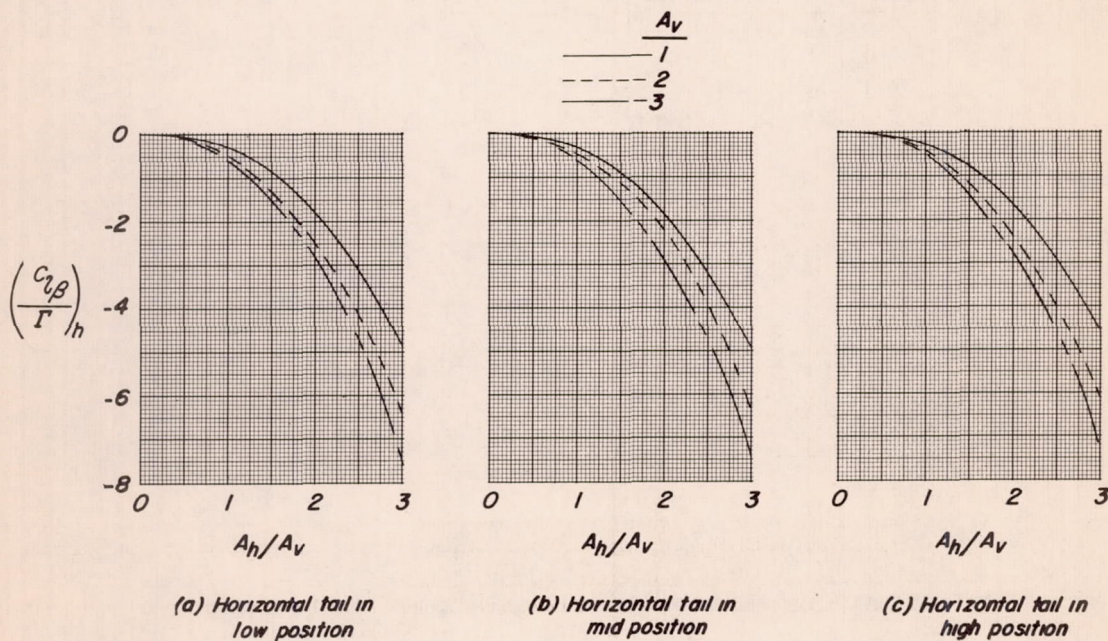 A_v
1
2
3
0
-2
-4
-6
-8
(C_lβ / Γ)_h
0 1 2 3
0 1 2 3
0 1 2 3
A_h/A_v
A_h/A_v
A_h/A_v
(a) Horizontal tail in
low position
(b) Horizontal tail in
mid position
(c) Horizontal tail in
high position